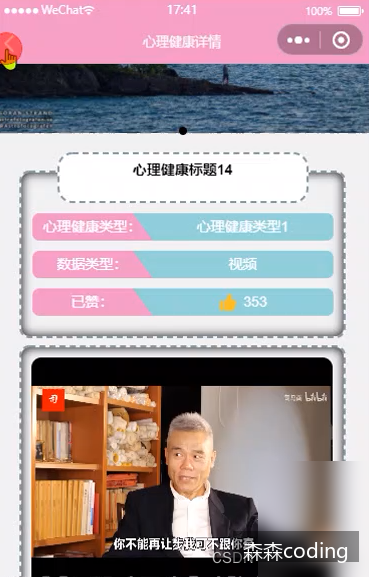 WeChat 17:41 100%
心理健康详情
心理健康标题14
心理健康类型： 心理健康类型1
数据类型： 视频
已赞： 353
bilibili
你不能再让步我可不跟你
CSD
森森coding